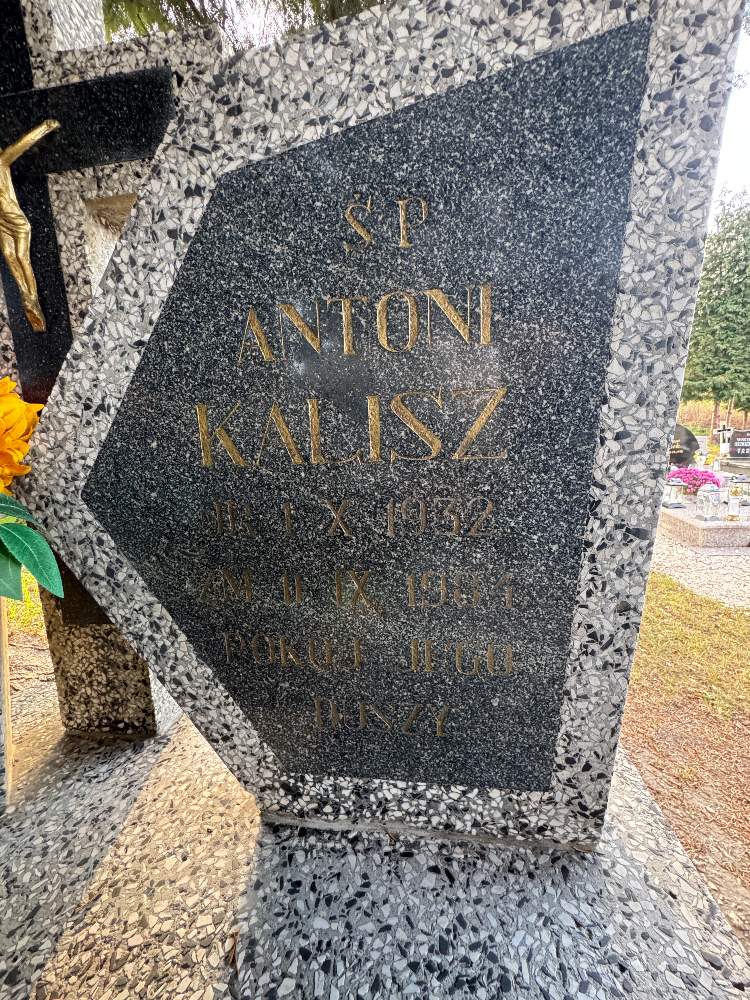 ŚP
ANTONI
KALISZ
UR 1 X 1932
ZM 11 IX 1984
POKÓJ JEGO
DUSZY